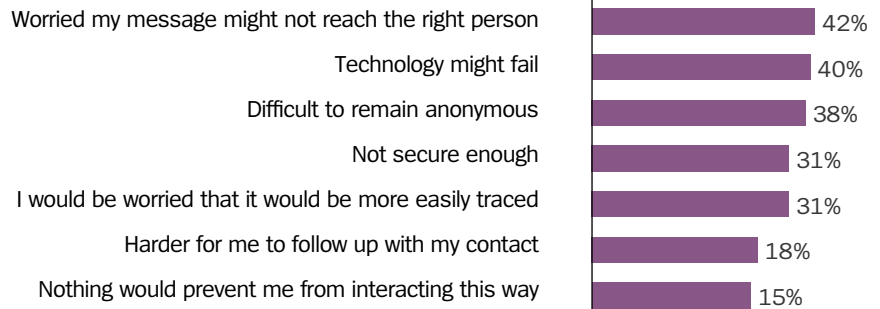 Worried my message might not reach the right person 42%
Technology might fail 40%
Difficult to remain anonymous 38%
Not secure enough 31%
I would be worried that it would be more easily traced 31%
Harder for me to follow up with my contact 18%
Nothing would prevent me from interacting this way 15%